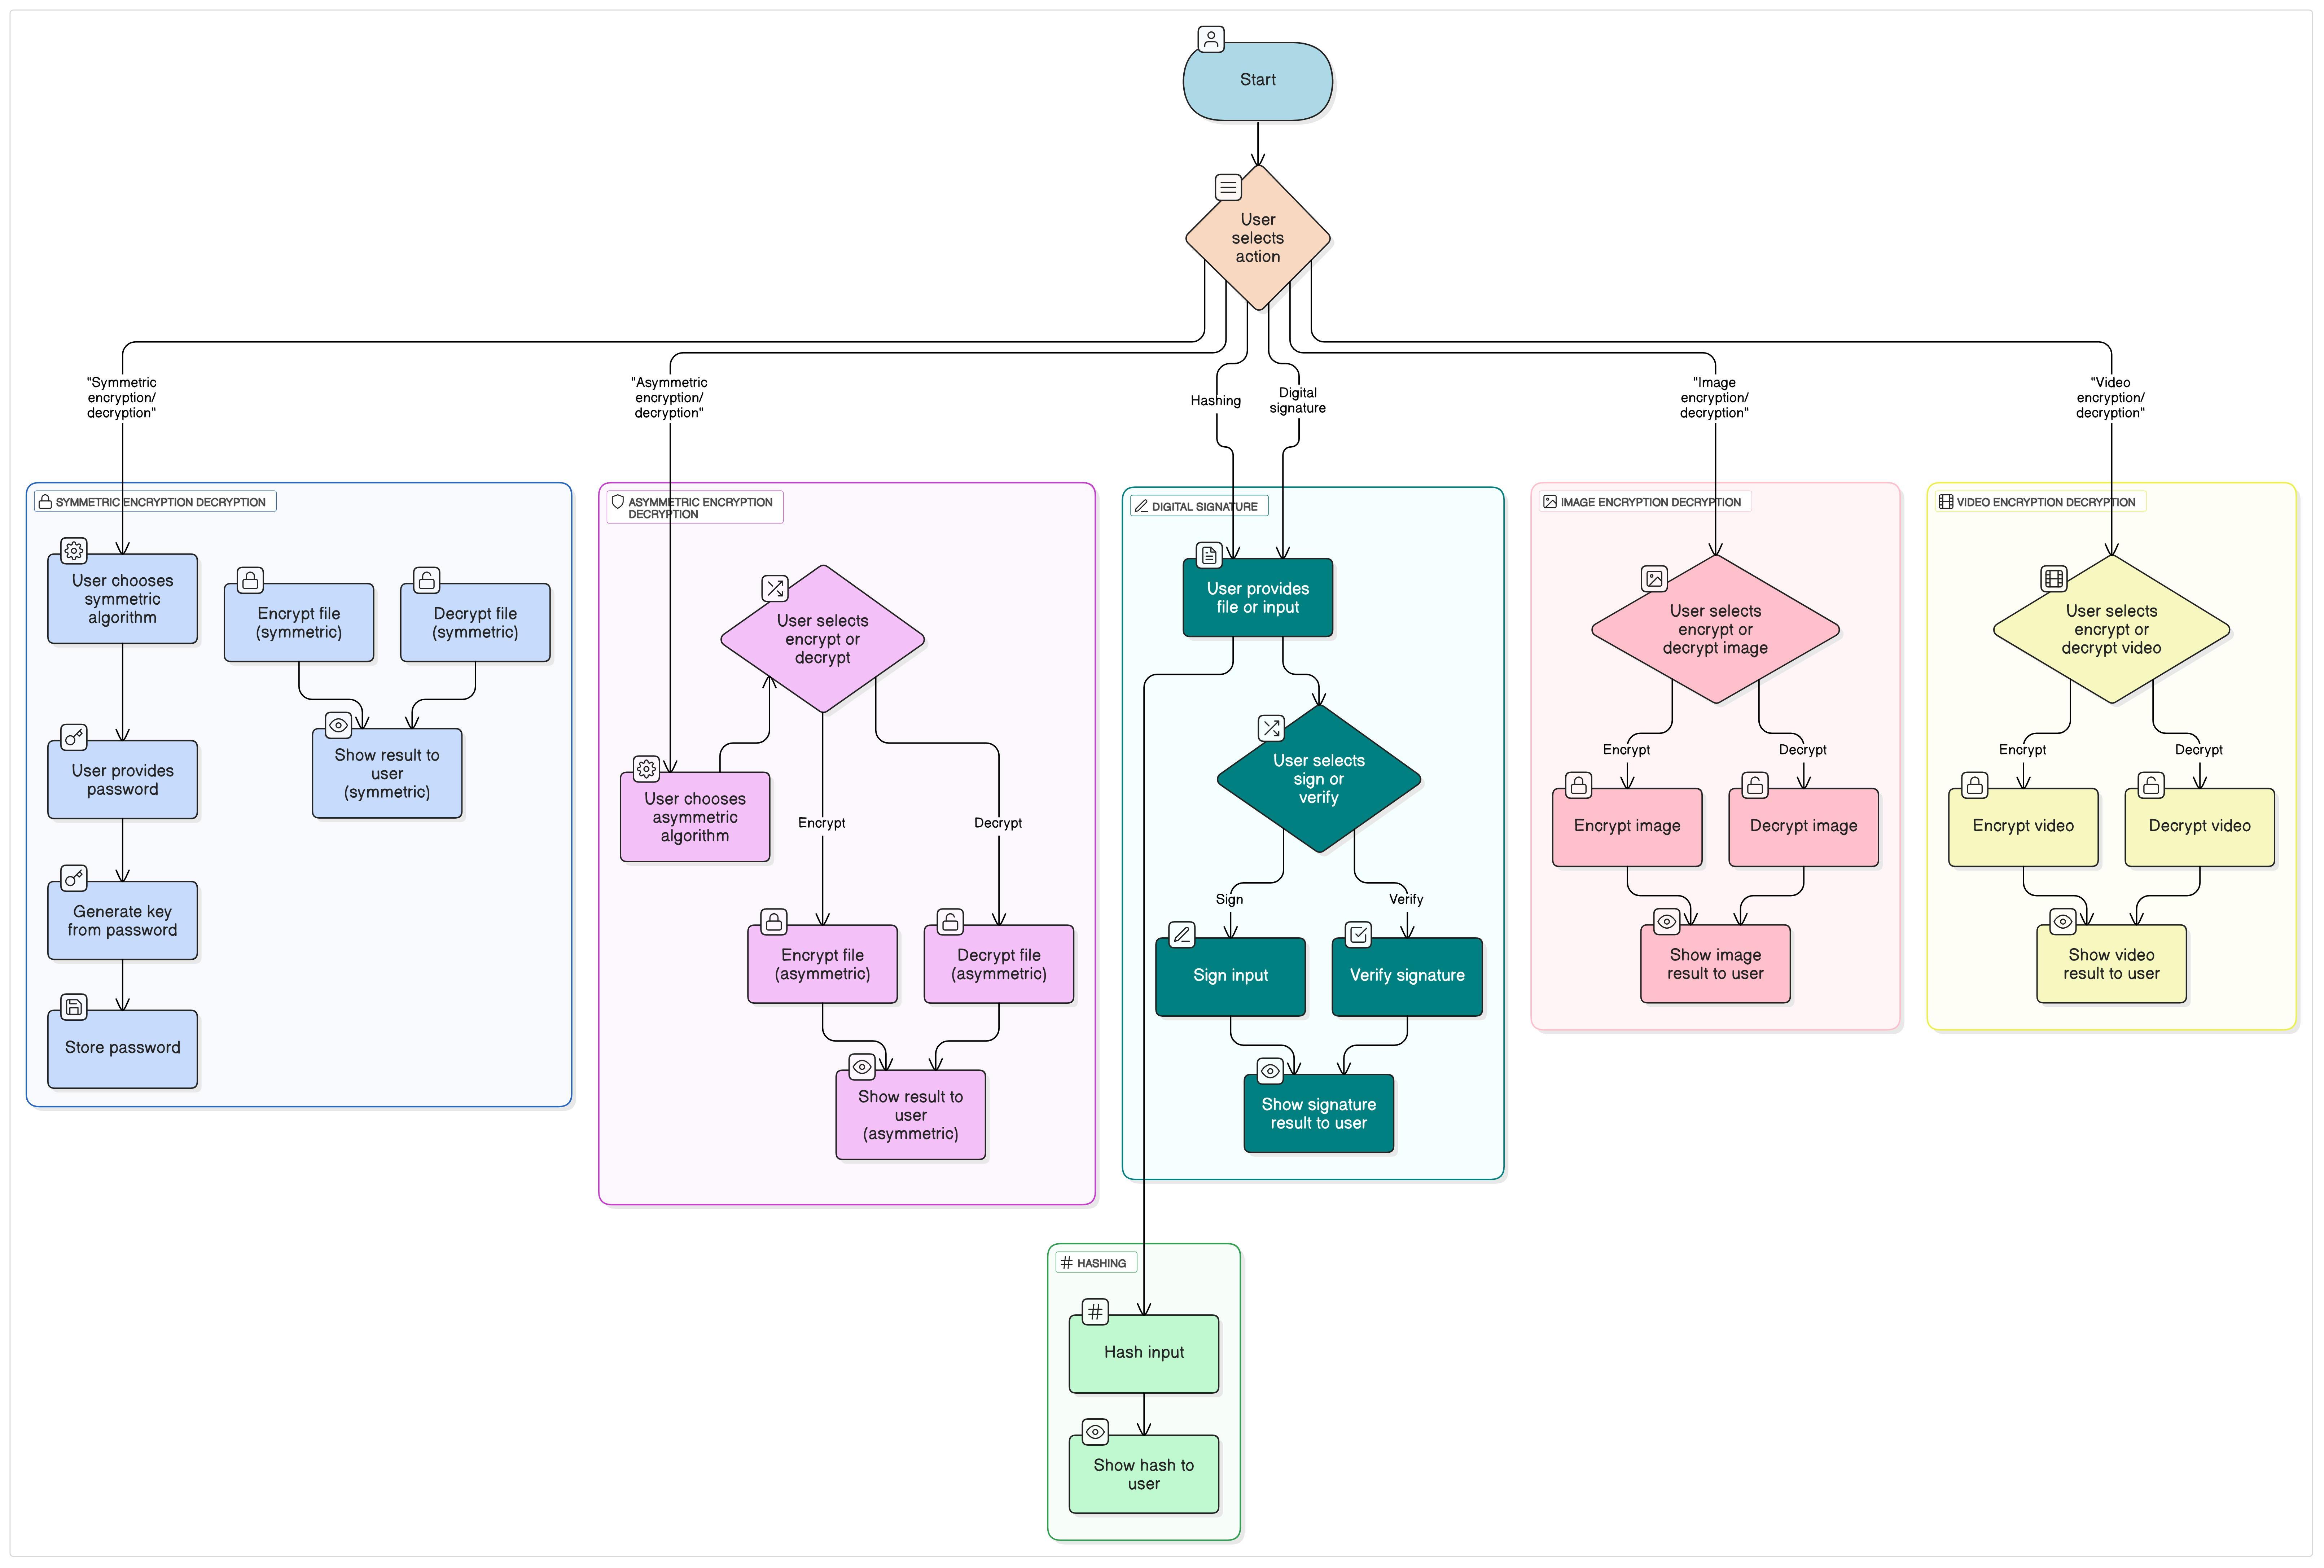 Start
User
selects
action
"Symmetric
encryption/
decryption"
"Asymmetric
encryption/
decryption"
Hashing
Digital
signature
"Image
encryption/
decryption"
"Video
encryption/
decryption"
SYMMETRIC ENCRYPTION DECRYPTION
User chooses
symmetric
algorithm
Encrypt file
(symmetric)
Decrypt file
(symmetric)
User provides
password
Show result to
user
(symmetric)
Generate key
from password
Store password
ASYMMETRIC ENCRYPTION
DECRYPTION
User selects
encrypt or
decrypt
User chooses
asymmetric
algorithm
Encrypt
Decrypt
Encrypt file
(asymmetric)
Decrypt file
(asymmetric)
Show result to
user
(asymmetric)
DIGITAL SIGNATURE
User provides
file or input
User selects
sign or
verify
Sign
Verify
Sign input
Verify signature
Show signature
result to user
IMAGE ENCRYPTION DECRYPTION
User selects
encrypt or
decrypt image
Encrypt
Decrypt
Encrypt image
Decrypt image
Show image
result to user
VIDEO ENCRYPTION DECRYPTION
User selects
encrypt or
decrypt video
Encrypt
Decrypt
Encrypt video
Decrypt video
Show video
result to user
HASHING
Hash input
Show hash to
user